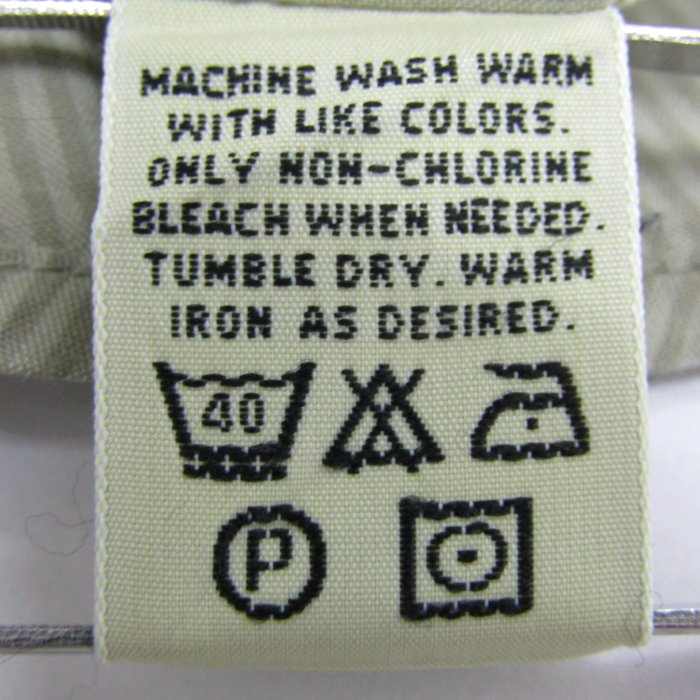 MACHINE WASH WARM
WITH LIKE COLORS.
ONLY NON-CHLORINE
BLEACH WHEN NEEDED.
TUMBLE DRY. WARM
IRON AS DESIRED.
40
P